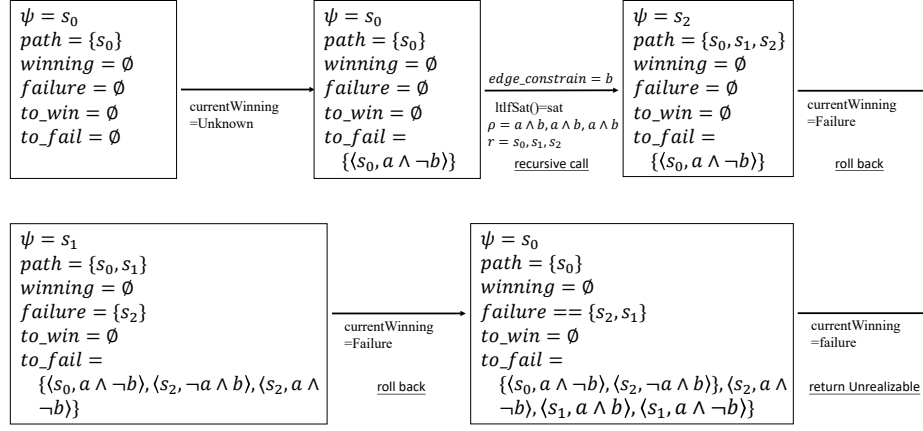 ψ = s₀
path = {s₀}
winning = ∅
failure = ∅
to_win = ∅
to_fail = ∅
currentWinning
=Unknown
ψ = s₀
path = {s₀}
winning = ∅
failure = ∅
to_win = ∅
to_fail =
{⟨s₀, a ∧ ¬b⟩}
edge_constrain = b
ltlfSat()=sat
ρ = a ∧ b, a ∧ b, a ∧ b
r = s₀, s₁, s₂
recursive call
ψ = s₂
path = {s₀, s₁, s₂}
winning = ∅
failure = ∅
to_win = ∅
to_fail =
{⟨s₀, a ∧ ¬b⟩}
currentWinning
=Failure
roll back
ψ = s₁
path = {s₀, s₁}
winning = ∅
failure = {s₂}
to_win = ∅
to_fail =
{⟨s₀, a ∧ ¬b⟩, ⟨s₂, ¬a ∧ b⟩, ⟨s₂, a ∧
¬b⟩}
currentWinning
=Failure
roll back
ψ = s₀
path = {s₀}
winning = ∅
failure == {s₂, s₁}
to_win = ∅
to_fail =
{⟨s₀, a ∧ ¬b⟩, ⟨s₂, ¬a ∧ b⟩}, ⟨s₂, a ∧
¬b⟩, ⟨s₁, a ∧ b⟩, ⟨s₁, a ∧ ¬b⟩}
currentWinning
=failure
return Unrealizable